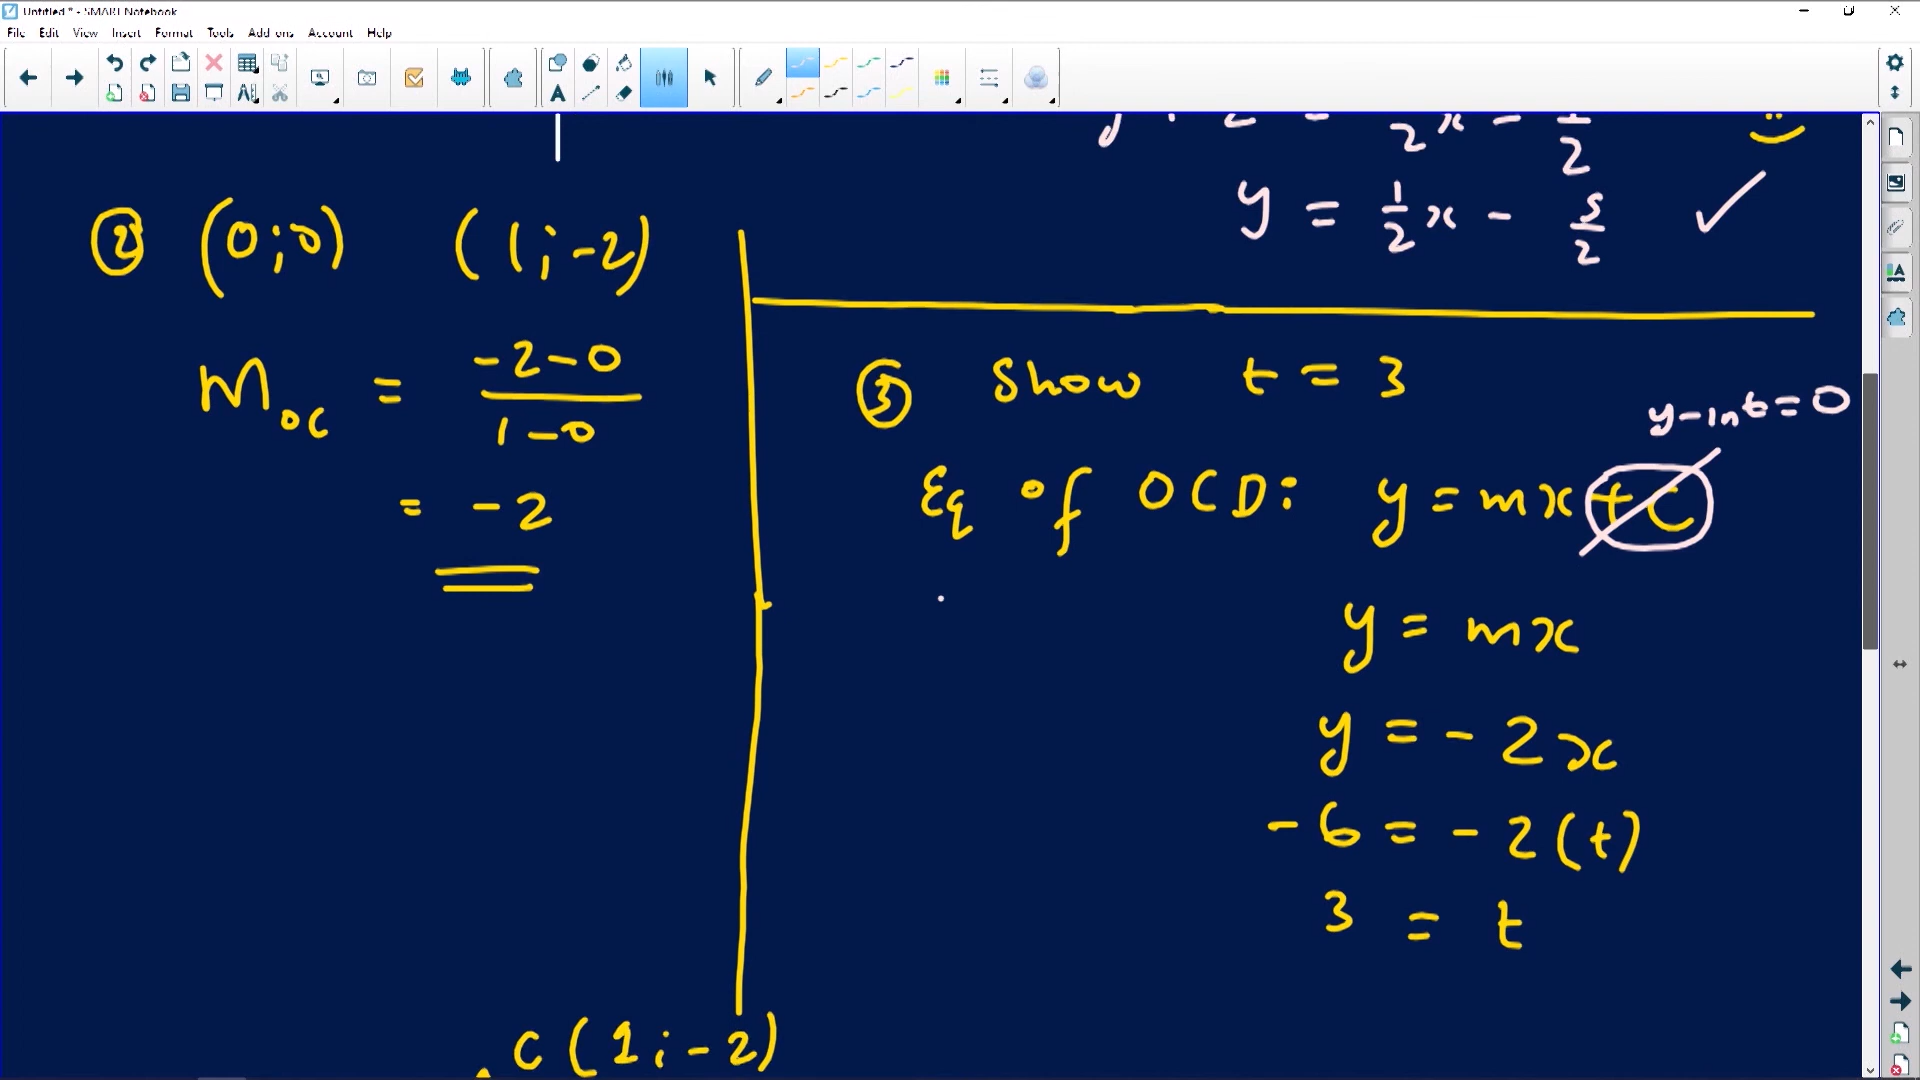 Untitled * - SMART Notebook
File Edit View Insert Format Tools Add-ons Account Help
y = 1/2 x - 5/2 ✓
② (0;0) (1;-2)
M_OC = (-2-0)/(1-0)
= -2
③ Show t = 3
y-int=0
Eq of OCD: y = mx + C
y = mx
y = -2x
-6 = -2(t)
3 = t
C (1;-2)